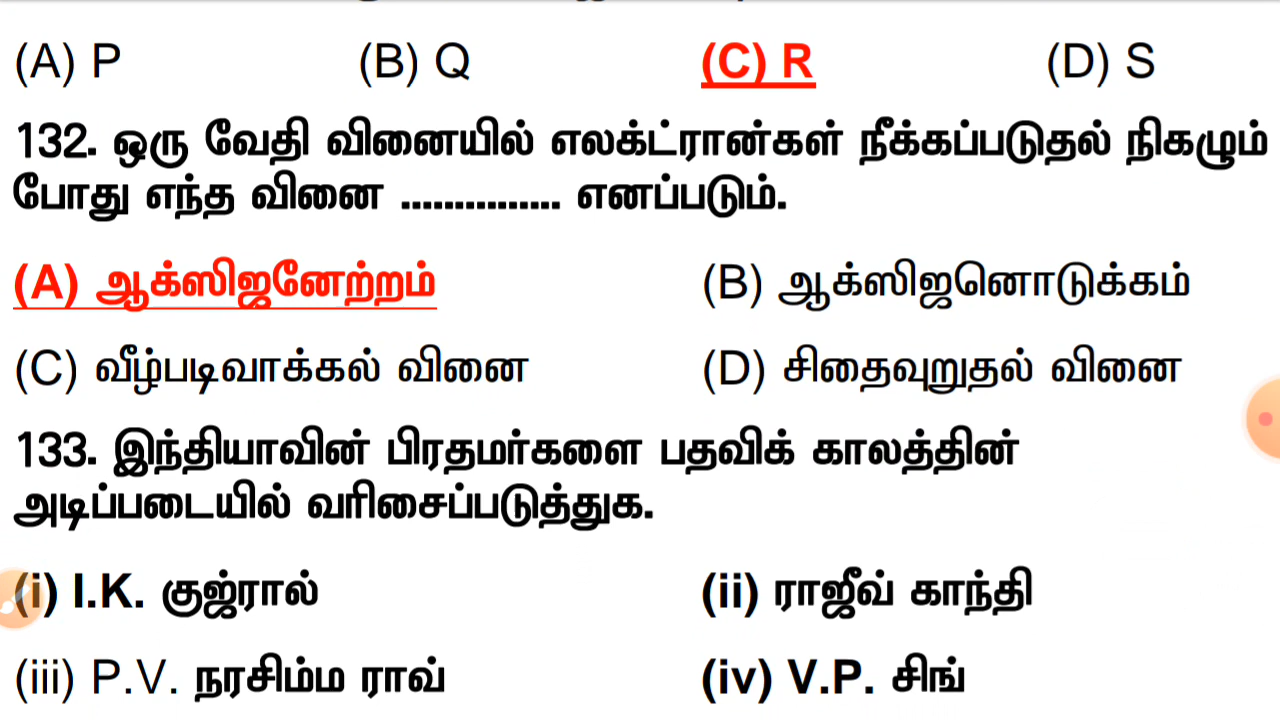 (A) P (B) Q (C) R (D) S
132. ஒரு வேதி வினையில் எலக்ட்ரான்கள் நீக்கப்படுதல் நிகழும்
போது எந்த வினை ............... எனப்படும்.
(A) ஆக்ஸிஜனேற்றம் (B) ஆக்ஸிஜனொடுக்கம்
(C) வீழ்படிவாக்கல் வினை (D) சிதைவுறுதல் வினை
133. இந்தியாவின் பிரதமர்களை பதவிக் காலத்தின்
அடிப்படையில் வரிசைப்படுத்துக.
(i) I.K. குஜ்ரால் (ii) ராஜீவ் காந்தி
(iii) P.V. நரசிம்ம ராவ் (iv) V.P. சிங்